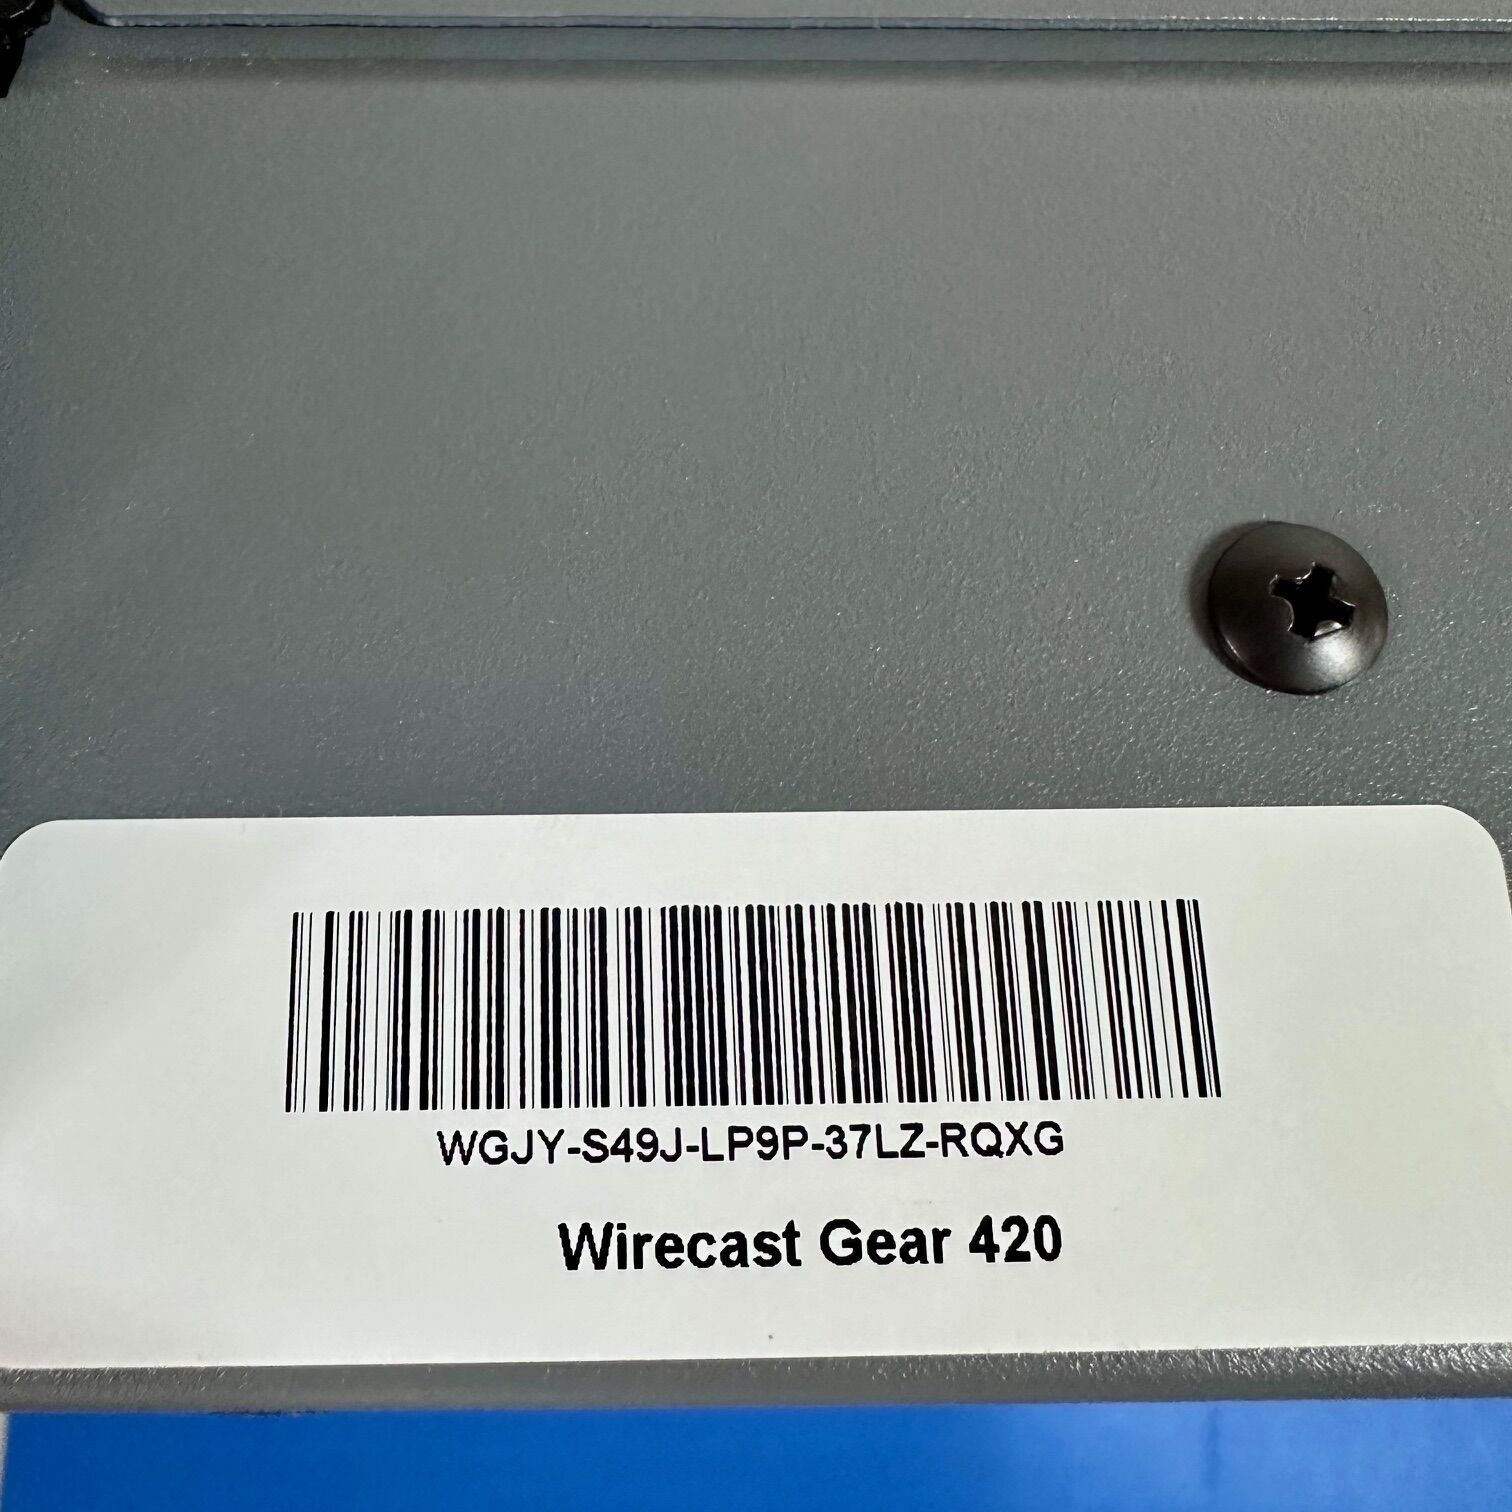 WGJY-S49J-LP9P-37LZ-RQXG
Wirecast Gear 420